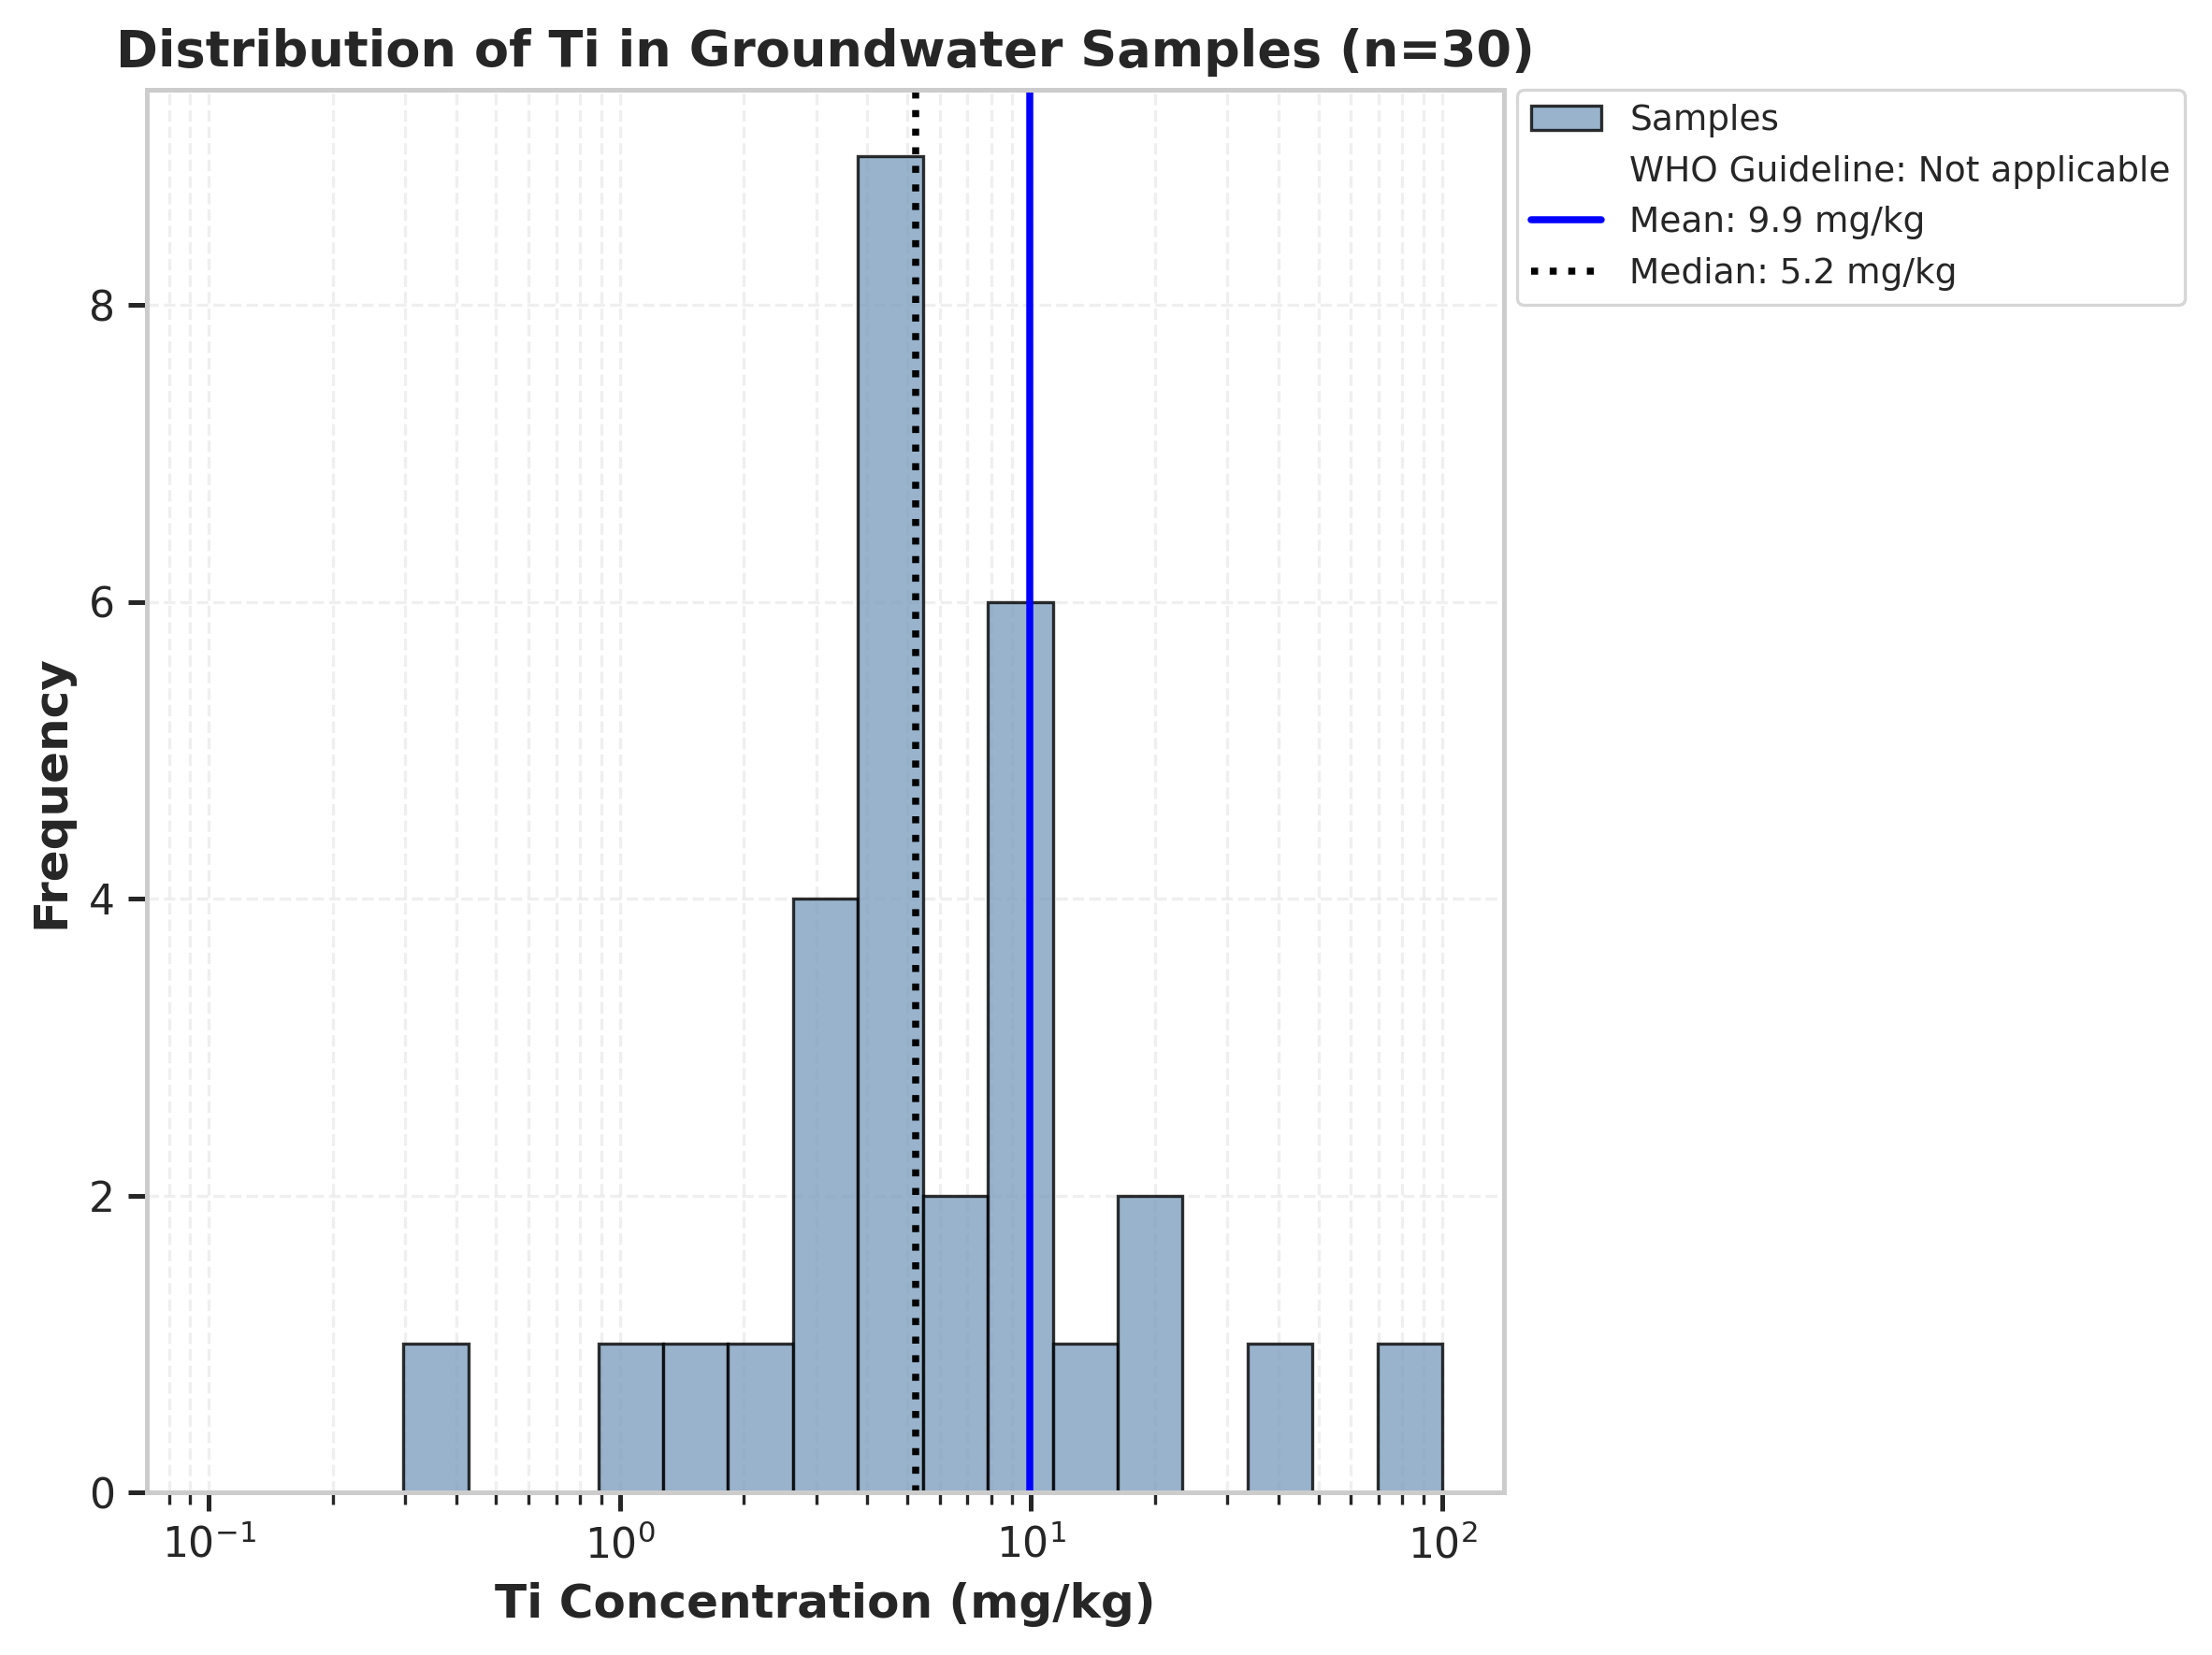 Distribution of Ti in Groundwater Samples (n=30)
Samples
WHO Guideline: Not applicable
Mean: 9.9 mg/kg
Median: 5.2 mg/kg
Frequency
8
6
4
2
0
10⁻¹ 10⁰ 10¹ 10²
Ti Concentration (mg/kg)